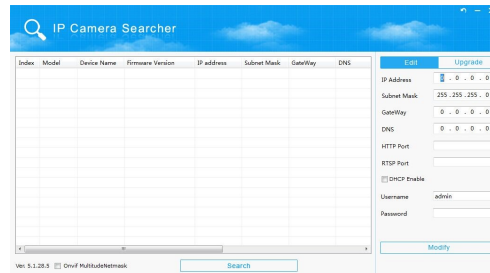 IP Camera Searcher
Index Model Device Name Firmware Version IP address Subnet Mask GateWay DNS
Edit Upgrade
IP Address 0 . 0 . 0 . 0
Subnet Mask 255 . 255 . 255 . 0
GateWay 0 . 0 . 0 . 0
DNS 0 . 0 . 0 . 0
HTTP Port
RTSP Port
DHCP Enable
Username admin
Password
Modify
Ver. 5.1.28.5 Onvif MultitudeNetmask Search